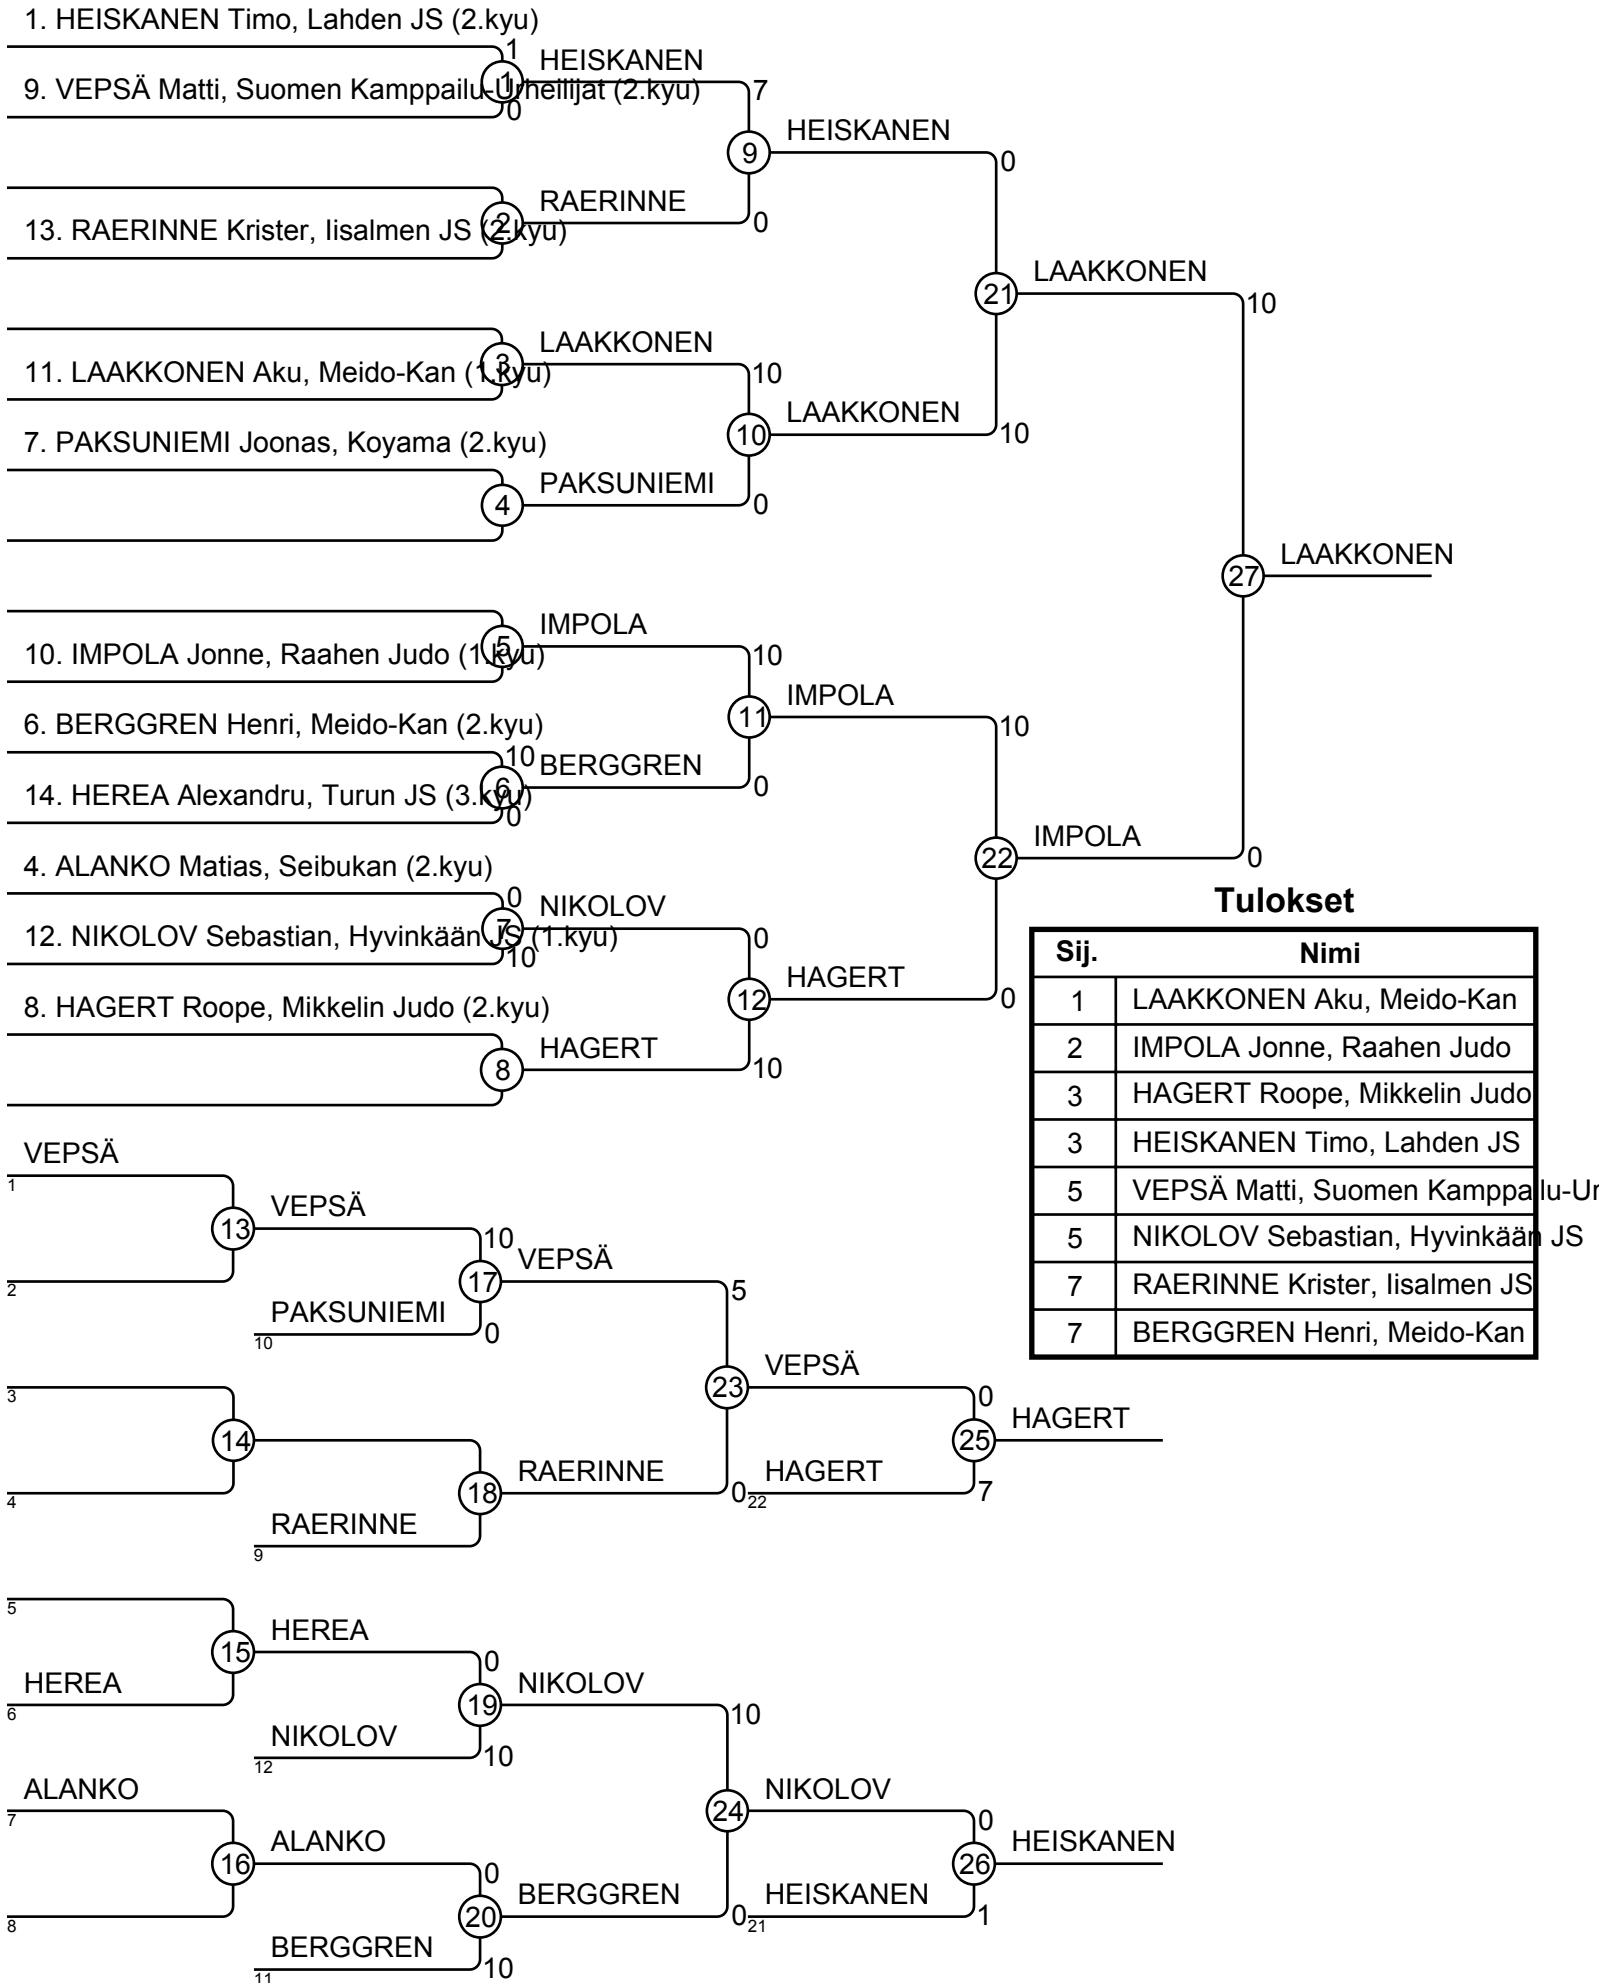 1. HEISKANEN Timo, Lahden JS (2.kyu)
1
HEISKANEN
1
9. VEPSÄ Matti, Suomen Kamppailu-Urheilijat (2.kyu)
0
7
9
HEISKANEN
0
13. RAERINNE Krister, Iisalmen JS (2.kyu)
2
RAERINNE
0
21
LAAKKONEN
10
11. LAAKKONEN Aku, Meido-Kan (1.kyu)
3
LAAKKONEN
10
10
LAAKKONEN
10
7. PAKSUNIEMI Joonas, Koyama (2.kyu)
4
PAKSUNIEMI
0
27
LAAKKONEN
10. IMPOLA Jonne, Raahen Judo (1.kyu)
5
IMPOLA
10
11
IMPOLA
10
6. BERGGREN Henri, Meido-Kan (2.kyu)
10
6
BERGGREN
0
14. HEREA Alexandru, Turun JS (3.kyu)
0
22
IMPOLA
0
4. ALANKO Matias, Seibukan (2.kyu)
0
7
NIKOLOV
0
12. NIKOLOV Sebastian, Hyvinkään JS (1.kyu)
10
12
HAGERT
0
8. HAGERT Roope, Mikkelin Judo (2.kyu)
8
HAGERT
10
Tulokset
Sij. Nimi
1 LAAKKONEN Aku, Meido-Kan
2 IMPOLA Jonne, Raahen Judo
3 HAGERT Roope, Mikkelin Judo
3 HEISKANEN Timo, Lahden JS
5 VEPSÄ Matti, Suomen Kamppailu-Ur
5 NIKOLOV Sebastian, Hyvinkään JS
7 RAERINNE Krister, Iisalmen JS
7 BERGGREN Henri, Meido-Kan
VEPSÄ
1
13
VEPSÄ
10
2
17
VEPSÄ
5
PAKSUNIEMI
10
0
3
23
VEPSÄ
0
14
25
HAGERT
4
18
RAERINNE
0
HAGERT
22
7
RAERINNE
9
5
15
HEREA
0
HEREA
6
19
NIKOLOV
10
NIKOLOV
12
10
ALANKO
7
24
NIKOLOV
0
16
ALANKO
0
26
HEISKANEN
8
20
BERGGREN
0
HEISKANEN
21
1
BERGGREN
11
10